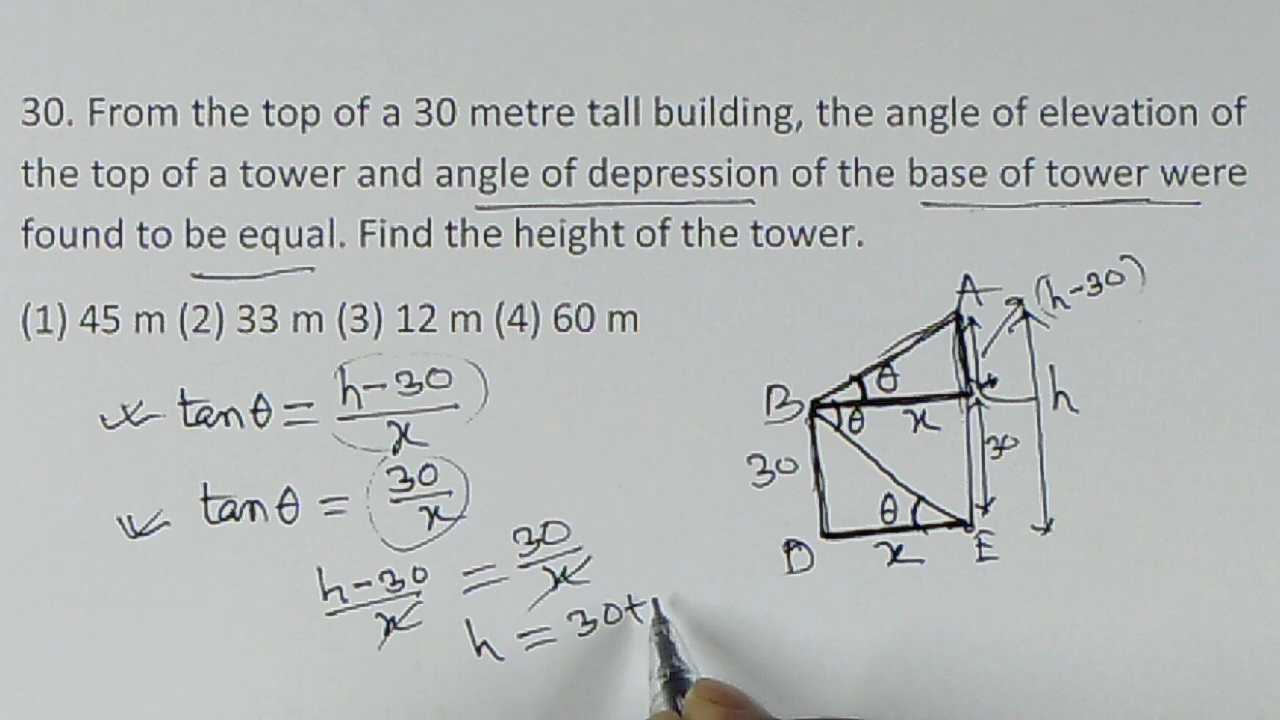 30. From the top of a 30 metre tall building, the angle of elevation of
the top of a tower and angle of depression of the base of tower were
found to be equal. Find the height of the tower.
(1) 45 m (2) 33 m (3) 12 m (4) 60 m
tanθ = h-30/x
tanθ = 30/x
h-30/x = 30/x
h = 30+
A
(h-30)
θ
B
θ
x
h
30
30
θ
D
x
E